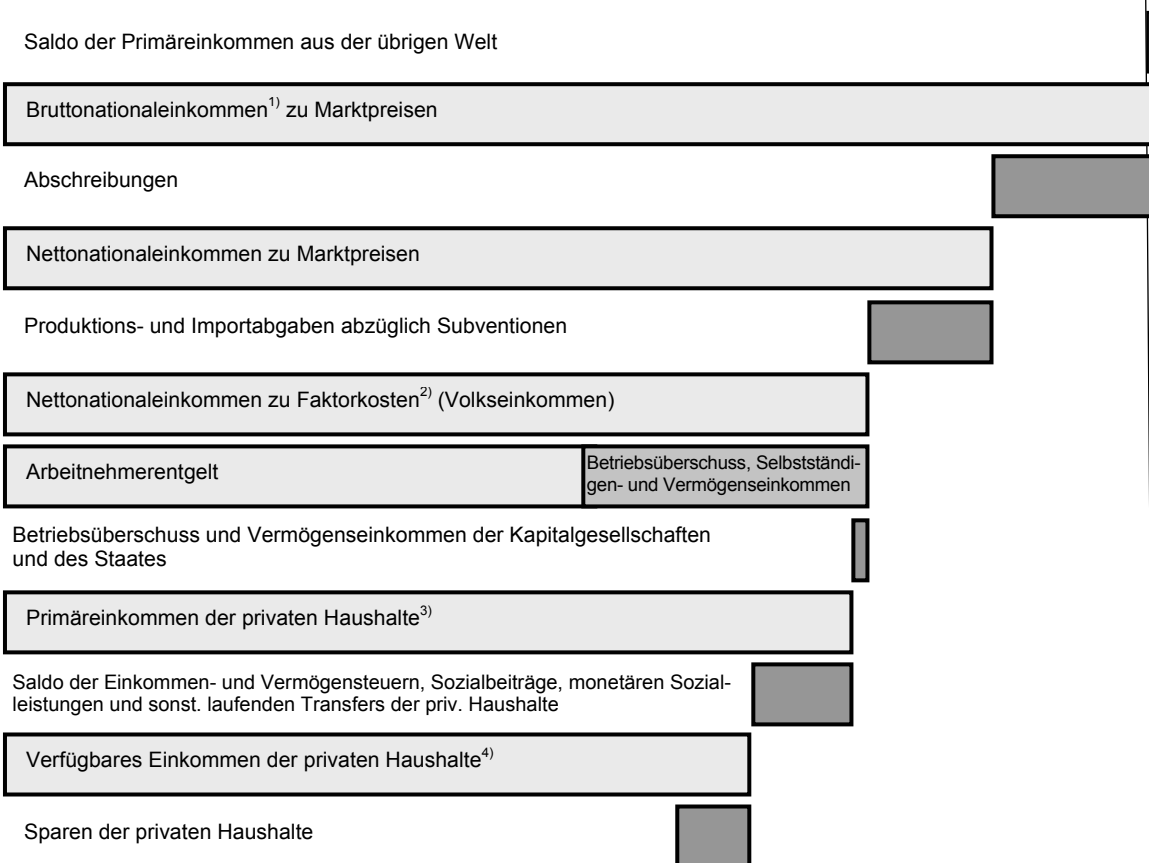 Saldo der Primäreinkommen aus der übrigen Welt
Bruttonationaleinkommen1) zu Marktpreisen
Abschreibungen
Nettonationaleinkommen zu Marktpreisen
Produktions- und Importabgaben abzüglich Subventionen
Nettonationaleinkommen zu Faktorkosten2) (Volkseinkommen)
Arbeitnehmerentgelt
Betriebsüberschuss, Selbstständi-
gen- und Vermögenseinkommen
Betriebsüberschuss und Vermögenseinkommen der Kapitalgesellschaften
und des Staates
Primäreinkommen der privaten Haushalte3)
Saldo der Einkommen- und Vermögensteuern, Sozialbeiträge, monetären Sozial-
leistungen und sonst. laufenden Transfers der priv. Haushalte
Verfügbares Einkommen der privaten Haushalte4)
Sparen der privaten Haushalte